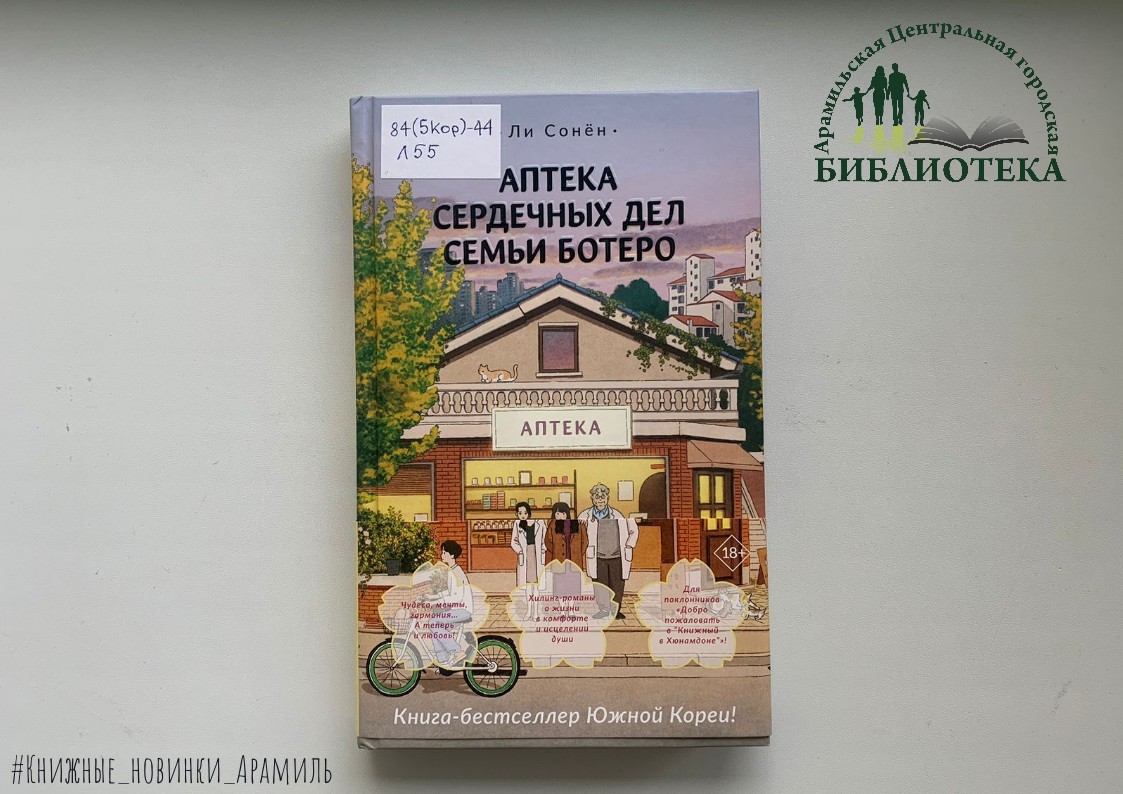 84(5Кор)-44
Л55
Ли Сонён·
АПТЕКА
СЕРДЕЧНЫХ ДЕЛ
СЕМЬИ БОТЕРО
АПТЕКА
18+
Чудеса, мечты,
гармония...
А теперь
и любовь!
Хилинг-романы
о жизни
в комфорте
и исцелении
души
Для
поклонников
«Добро
пожаловать
в "Книжный
в Хюнамдоне"»!
Книга-бестселлер Южной Кореи!
Арамильская Центральная городская
БИБЛИОТЕКА
#Книжные_новинки_Арамиль